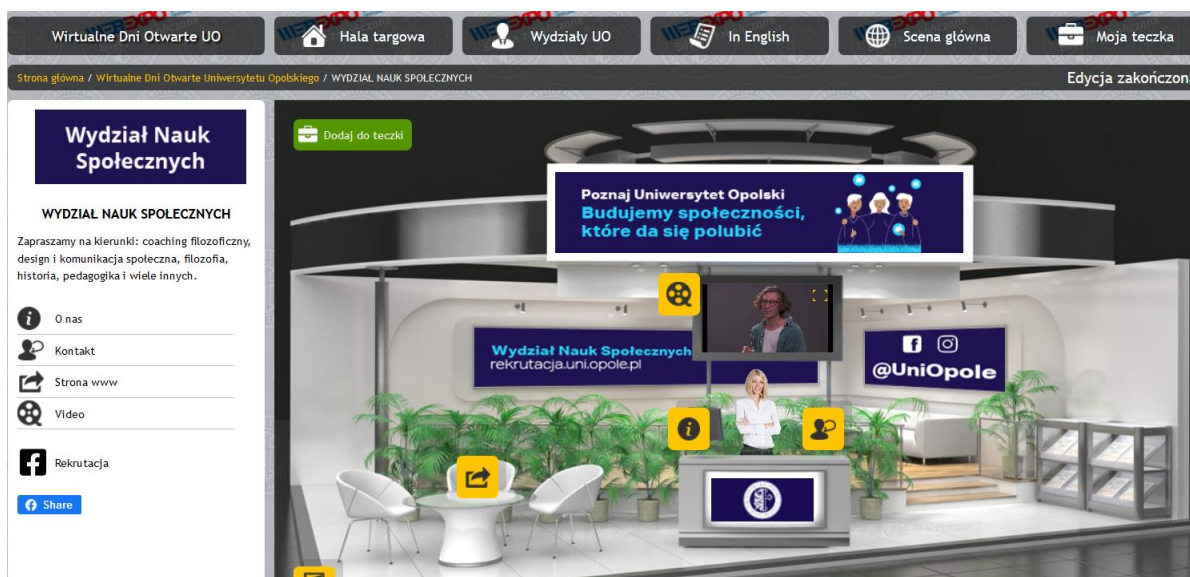 Wirtualne Dni Otwarte UO
Hala targowa
Wydziały UO
In English
Scena główna
Moja teczka
Strona główna / Wirtualne Dni Otwarte Uniwersytetu Opolskiego / WYDZIAŁ NAUK SPOŁECZNYCH
Edycja zakończona
Wydział Nauk
Społecznych
WYDZIAŁ NAUK SPOŁECZNYCH
Zapraszamy na kierunki: coaching filozoficzny,
design i komunikacja społeczna, filozofia,
historia, pedagogika i wiele innych.
O nas
Kontakt
Strona www
Video
Rekrutacja
Share
Dodaj do teczki
Poznaj Uniwersytet Opolski
Budujemy społeczności,
które da się polubić
Wydział Nauk Społecznych
rekrutacja.uni.opole.pl
@UniOpole